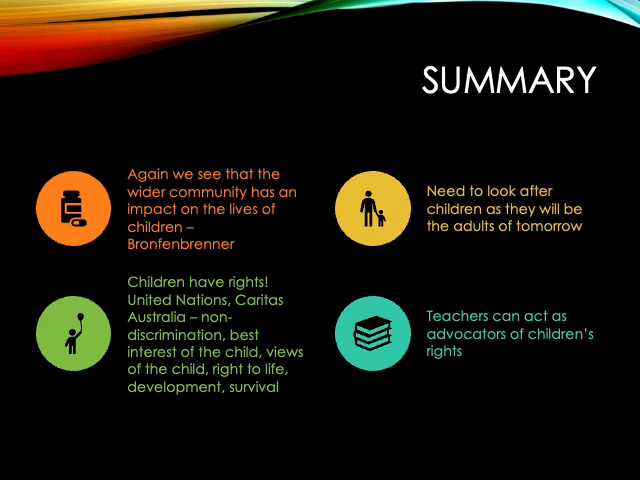 SUMMARY
Again we see that the
wider community has an
impact on the lives of
children –
Bronfenbrenner
Need to look after
children as they will be
the adults of tomorrow
Children have rights!
United Nations, Caritas
Australia – non-
discrimination, best
interest of the child, views
of the child, right to life,
development, survival
Teachers can act as
advocators of children's
rights